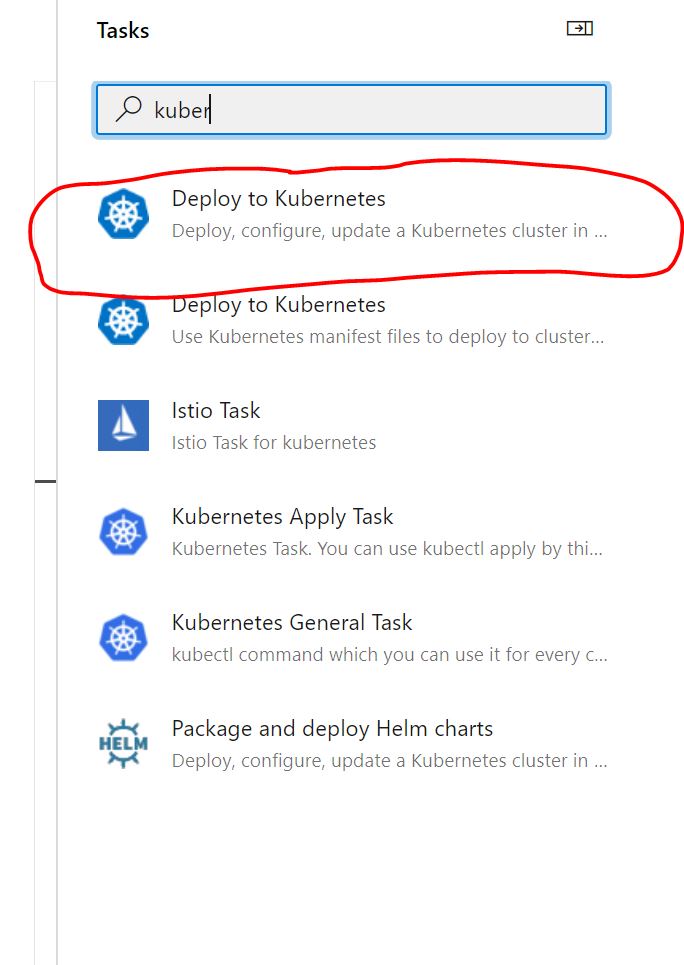 Tasks
kuber
Deploy to Kubernetes
Deploy, configure, update a Kubernetes cluster in ...
Deploy to Kubernetes
Use Kubernetes manifest files to deploy to cluster...
Istio Task
Istio Task for kubernetes
Kubernetes Apply Task
Kubernetes Task. You can use kubectl apply by thi...
Kubernetes General Task
kubectl command which you can use it for every c...
HELM
Package and deploy Helm charts
Deploy, configure, update a Kubernetes cluster in ...